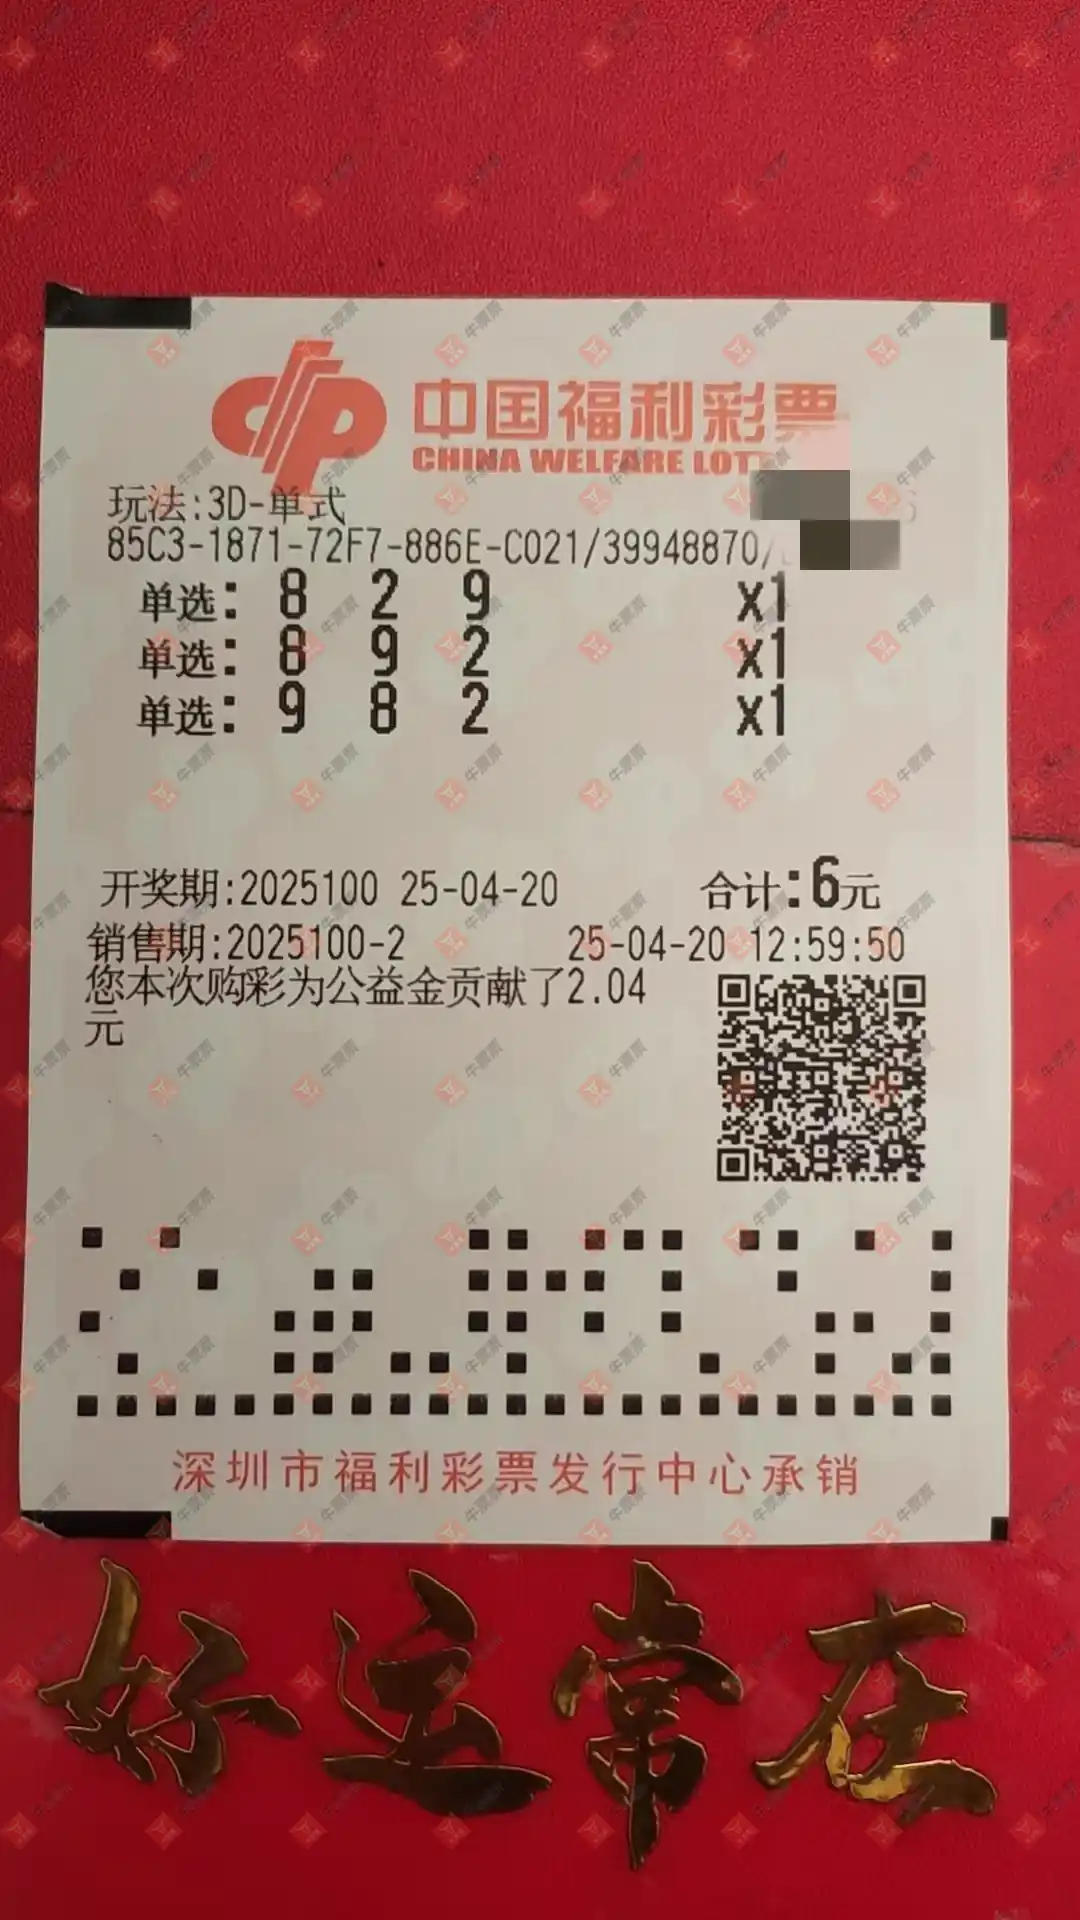 中国福利彩票
CHINA WELFARE LOTT
玩法:3D-单式
85C3-1871-72F7-886E-C021/39948870/
单选: 8 2 9 x1
单选: 8 9 2 x1
单选: 9 8 2 x1
开奖期:2025100 25-04-20 合计:6元
销售期:2025100-2 25-04-20 12:59:50
您本次购彩为公益金贡献了2.04
元
深圳市福利彩票发行中心承销
好运常在
牛票票